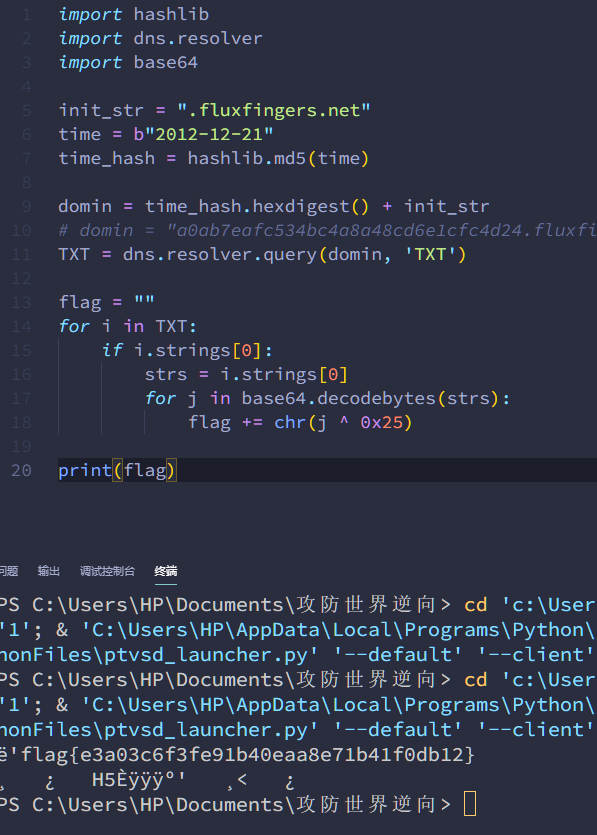 1 import hashlib
2 import dns.resolver
3 import base64
4
5 init_str = ".fluxfingers.net"
6 time = b"2012-12-21"
7 time_hash = hashlib.md5(time)
8
9 domin = time_hash.hexdigest() + init_str
10 # domin = "a0ab7eafc534bc4a8a48cd6e1cfc4d24.fluxfi
11 TXT = dns.resolver.query(domin, 'TXT')
12
13 flag = ""
14 for i in TXT:
15 if i.strings[0]:
16 strs = i.strings[0]
17 for j in base64.decodebytes(strs):
18 flag += chr(j ^ 0x25)
19
20 print(flag)
问题 输出 调试控制台 终端
PS C:\Users\HP\Documents\攻防世界逆向> cd 'c:\User
'1'; & 'C:\Users\HP\AppData\Local\Programs\Python\
honFiles\ptvsd_launcher.py' '--default' '--client'
PS C:\Users\HP\Documents\攻防世界逆向> cd 'c:\User
'1'; & 'C:\Users\HP\AppData\Local\Programs\Python\
honFiles\ptvsd_launcher.py' '--default' '--client'
ë'flag{e3a03c6f3fe91b40eaa8e71b41f0db12}
¸ ¿ H5Èÿÿÿº' ¸< ¿
PS C:\Users\HP\Documents\攻防世界逆向>